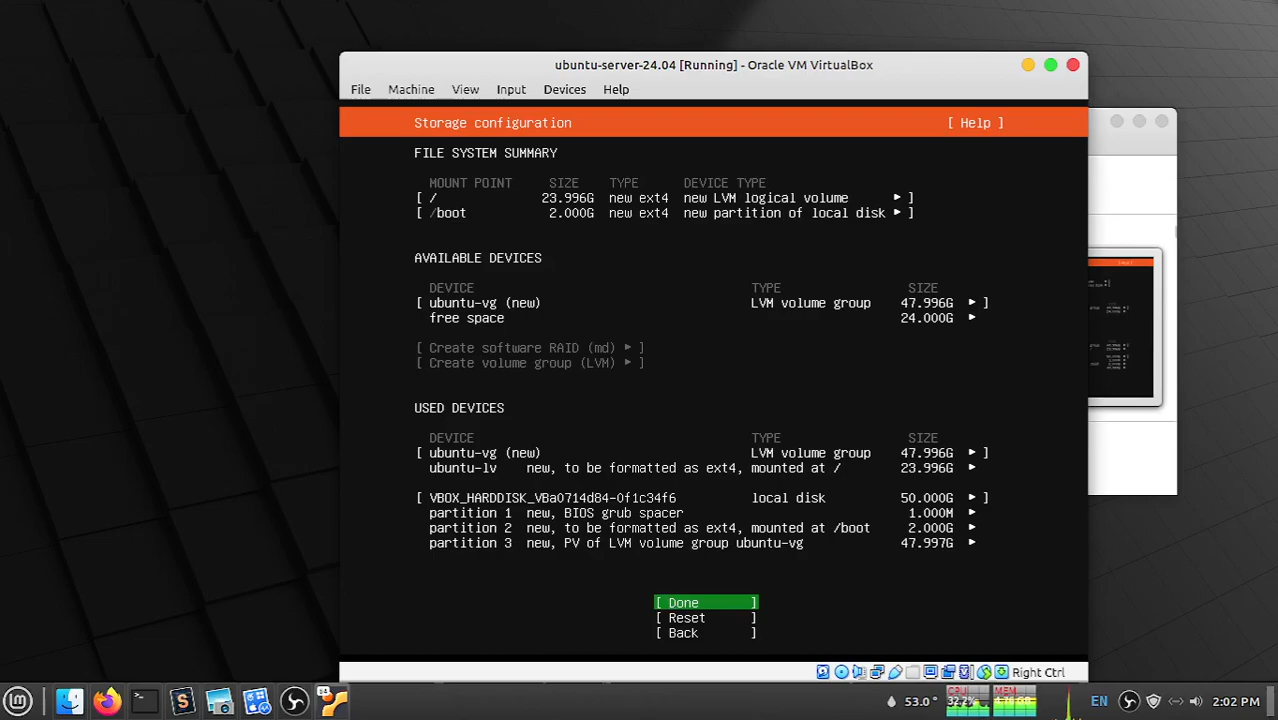 ubuntu-server-24.04 [Running] - Oracle VM VirtualBox
File Machine View Input Devices Help
Storage configuration [ Help ]
FILE SYSTEM SUMMARY
MOUNT POINT SIZE TYPE DEVICE TYPE
[ / 23.996G new ext4 new LVM logical volume ▸ ]
[ /boot 2.000G new ext4 new partition of local disk ▸ ]
AVAILABLE DEVICES
DEVICE TYPE SIZE
[ ubuntu-vg (new) LVM volume group 47.996G ▸ ]
free space 24.000G ▸
[ Create software RAID (md) ▸ ]
[ Create volume group (LVM) ▸ ]
USED DEVICES
DEVICE TYPE SIZE
[ ubuntu-vg (new) LVM volume group 47.996G ▸ ]
ubuntu-lv new, to be formatted as ext4, mounted at / 23.996G ▸
[ VBOX_HARDDISK_VBa0714d84-0f1c34f6 local disk 50.000G ▸ ]
partition 1 new, BIOS grub spacer 1.000M ▸
partition 2 new, to be formatted as ext4, mounted at /boot 2.000G ▸
partition 3 new, PV of LVM volume group ubuntu-vg 47.997G ▸
[ Done ]
[ Reset ]
[ Back ]
Right Ctrl
53.0° CPU 32.2% MEM EN 2:02 PM